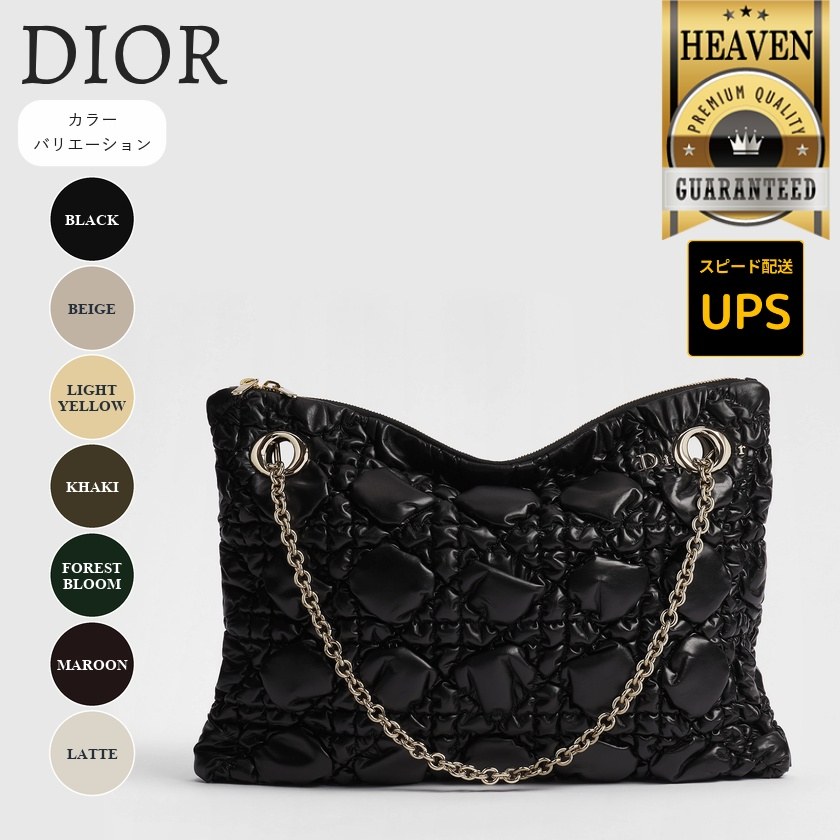 DIOR
カラー
バリエーション
BLACK
BEIGE
LIGHT
YELLOW
KHAKI
FOREST
BLOOM
MAROON
LATTE
HEAVEN
PREMIUM QUALITY
GUARANTEED
スピード配送
UPS